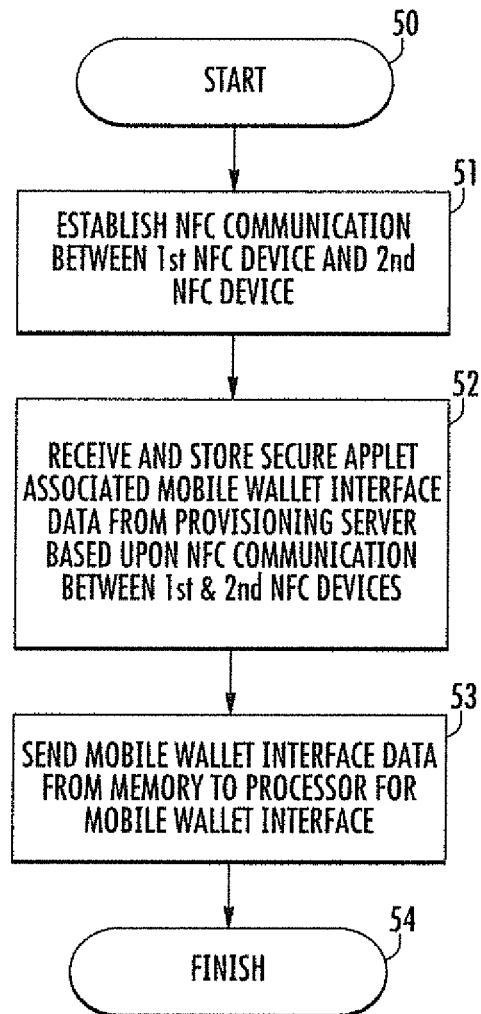 50
START
51
ESTABLISH NFC COMMUNICATION
BETWEEN 1st NFC DEVICE AND 2nd
NFC DEVICE
52
RECEIVE AND STORE SECURE APPLET
ASSOCIATED MOBILE WALLET INTERFACE
DATA FROM PROVISIONING SERVER
BASED UPON NFC COMMUNICATION
BETWEEN 1st & 2nd NFC DEVICES
53
SEND MOBILE WALLET INTERFACE DATA
FROM MEMORY TO PROCESSOR FOR
MOBILE WALLET INTERFACE
54
FINISH